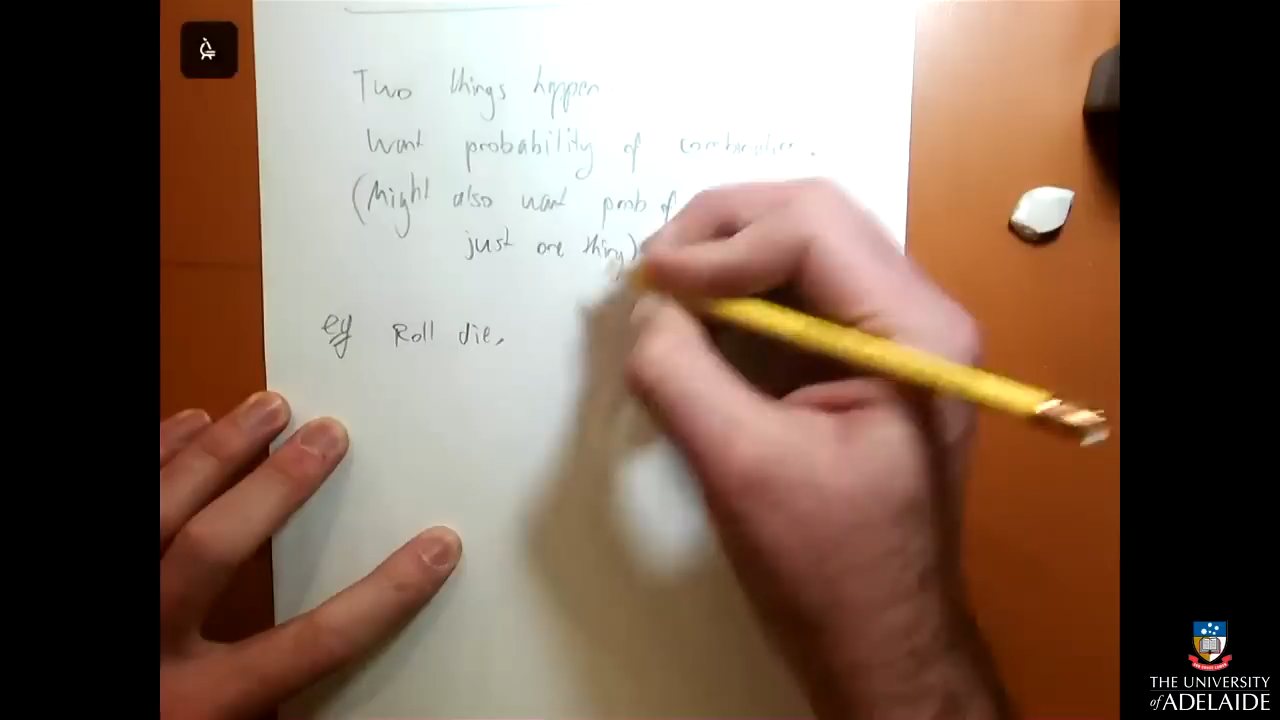 Two things happen
Want probability of combination.
(Might also want prob of
just one thing)
eg Roll die,
THE UNIVERSITY
of ADELAIDE